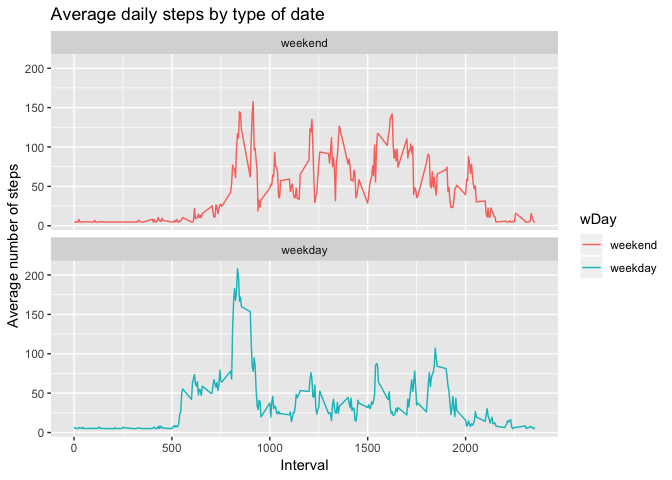 Average daily steps by type of date
weekend
200
150
100
50
0
weekday
200
150
100
50
0
0 500 1000 1500 2000
Interval
Average number of steps
wDay
weekend
weekday